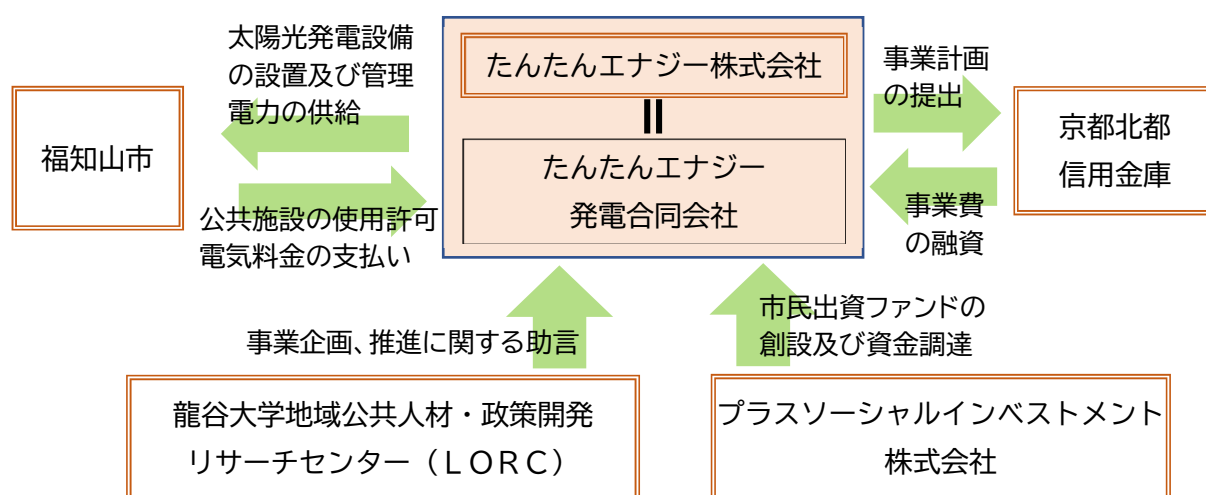 太陽光発電設備
の設置及び管理
電力の供給
たんたんエナジー株式会社
事業計画
の提出
福知山市
たんたんエナジー
発電合同会社
京都北都
信用金庫
公共施設の使用許可
電気料金の支払い
事業費
の融資
事業企画、推進に関する助言
市民出資ファンドの
創設及び資金調達
龍谷大学地域公共人材・政策開発
リサーチセンター（ＬＯＲＣ）
プラスソーシャルインベストメント
株式会社